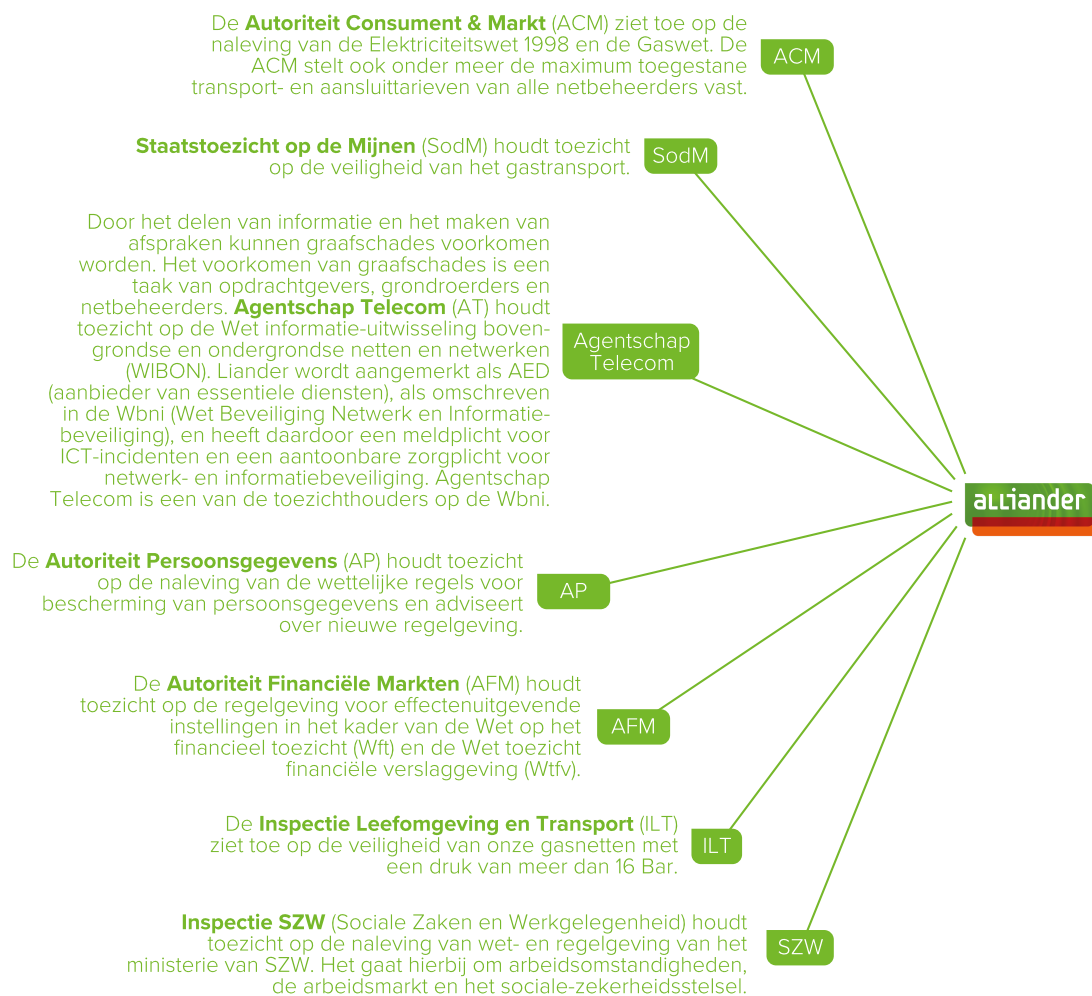 De Autoriteit Consument & Markt (ACM) ziet toe op de
naleving van de Elektriciteitswet 1998 en de Gaswet. De
ACM stelt ook onder meer de maximum toegestane
transport- en aansluittarieven van alle netbeheerders vast.
ACM
Staatstoezicht op de Mijnen (SodM) houdt toezicht
op de veiligheid van het gastransport.
SodM
Door het delen van informatie en het maken van
afspraken kunnen graafschades voorkomen
worden. Het voorkomen van graafschades is een
taak van opdrachtgevers, grondroerders en
netbeheerders. Agentschap Telecom (AT) houdt
toezicht op de Wet informatie-uitwisseling boven-
grondse en ondergrondse netten en netwerken
(WIBON). Liander wordt aangemerkt als AED
(aanbieder van essentiele diensten), als omschreven
in de Wbni (Wet Beveiliging Netwerk en Informatie-
beveiliging), en heeft daardoor een meldplicht voor
ICT-incidenten en een aantoonbare zorgplicht voor
netwerk- en informatiebeveiliging. Agentschap
Telecom is een van de toezichthouders op de Wbni.
Agentschap
Telecom
alliander
De Autoriteit Persoonsgegevens (AP) houdt toezicht
op de naleving van de wettelijke regels voor
bescherming van persoonsgegevens en adviseert
over nieuwe regelgeving.
AP
De Autoriteit Financiële Markten (AFM) houdt
toezicht op de regelgeving voor effectenuitgevende
instellingen in het kader van de Wet op het
financieel toezicht (Wft) en de Wet toezicht
financiële verslaggeving (Wtfv).
AFM
De Inspectie Leefomgeving en Transport (ILT)
ziet toe op de veiligheid van onze gasnetten met
een druk van meer dan 16 Bar.
ILT
Inspectie SZW (Sociale Zaken en Werkgelegenheid) houdt
toezicht op de naleving van wet- en regelgeving van het
ministerie van SZW. Het gaat hierbij om arbeidsomstandigheden,
de arbeidsmarkt en het sociale-zekerheidsstelsel.
SZW